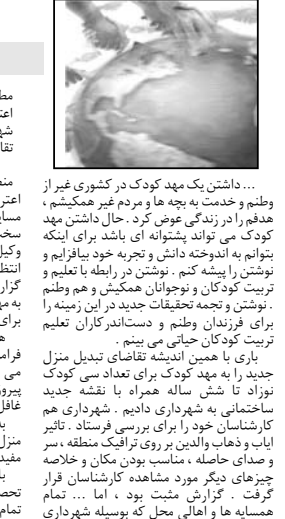 ... داشتن یک مهد کودک در کشوری غیر از
وطنم و خدمت به بچه ها و مردم غیر همکیشم ،
هدفم را در زندگی عوض کرد . حال داشتن مهد
کودک می تواند پشتوانه ای باشد برای اینکه
بتوانم به اندوخته دانش و تجربه خود بیافزایم و
نوشتن را پیشه کنم . نوشتن در رابطه با تعلیم و
تربیت کودکان و نوجوانان همکیش و هم وطنم
. نوشتن و تجمه تحقیقات جدید در این زمینه را
برای فرزندان وطنم و دست‌اندرکاران تعلیم
تربیت کودکان حیاتی می بینم .
باری با همین اندیشه تقاضای تبدیل منزل
جدید را به مهد کودک برای تعداد سی کودک
نوزاد تا شش ساله همراه با نقشه جدید
ساختمانی به شهرداری دادیم . شهرداری هم
کارشناسان خود را برای بررسی فرستاد . تاثیر
ایاب و ذهاب والدین بر روی ترافیک منطقه ، سر
و صدای حاصله ، مناسب بودن مکان و خلاصه
چیزهای دیگر مورد مشاهده کارشناسان قرار
گرفت . گزارش مثبت بود ، اما ... تمام
همسایه ها و اهالی محل که بوسیله شهرداری